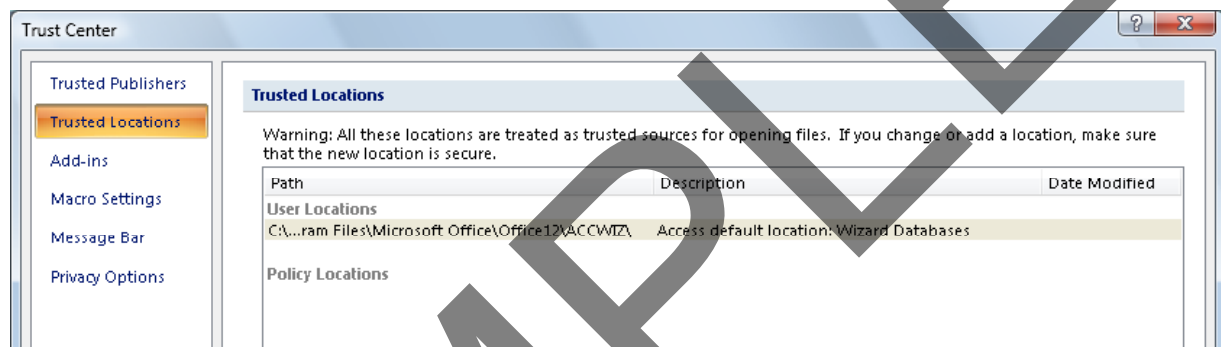 Trust Center
Trusted Publishers
Trusted Locations
Add-ins
Macro Settings
Message Bar
Privacy Options
Trusted Locations
Warning: All these locations are treated as trusted sources for opening files. If you change or add a location, make sure
that the new location is secure.
Path Description Date Modified
User Locations
C:\...ram Files\Microsoft Office\Office12\ACCWIZ\ Access default location: Wizard Databases
Policy Locations